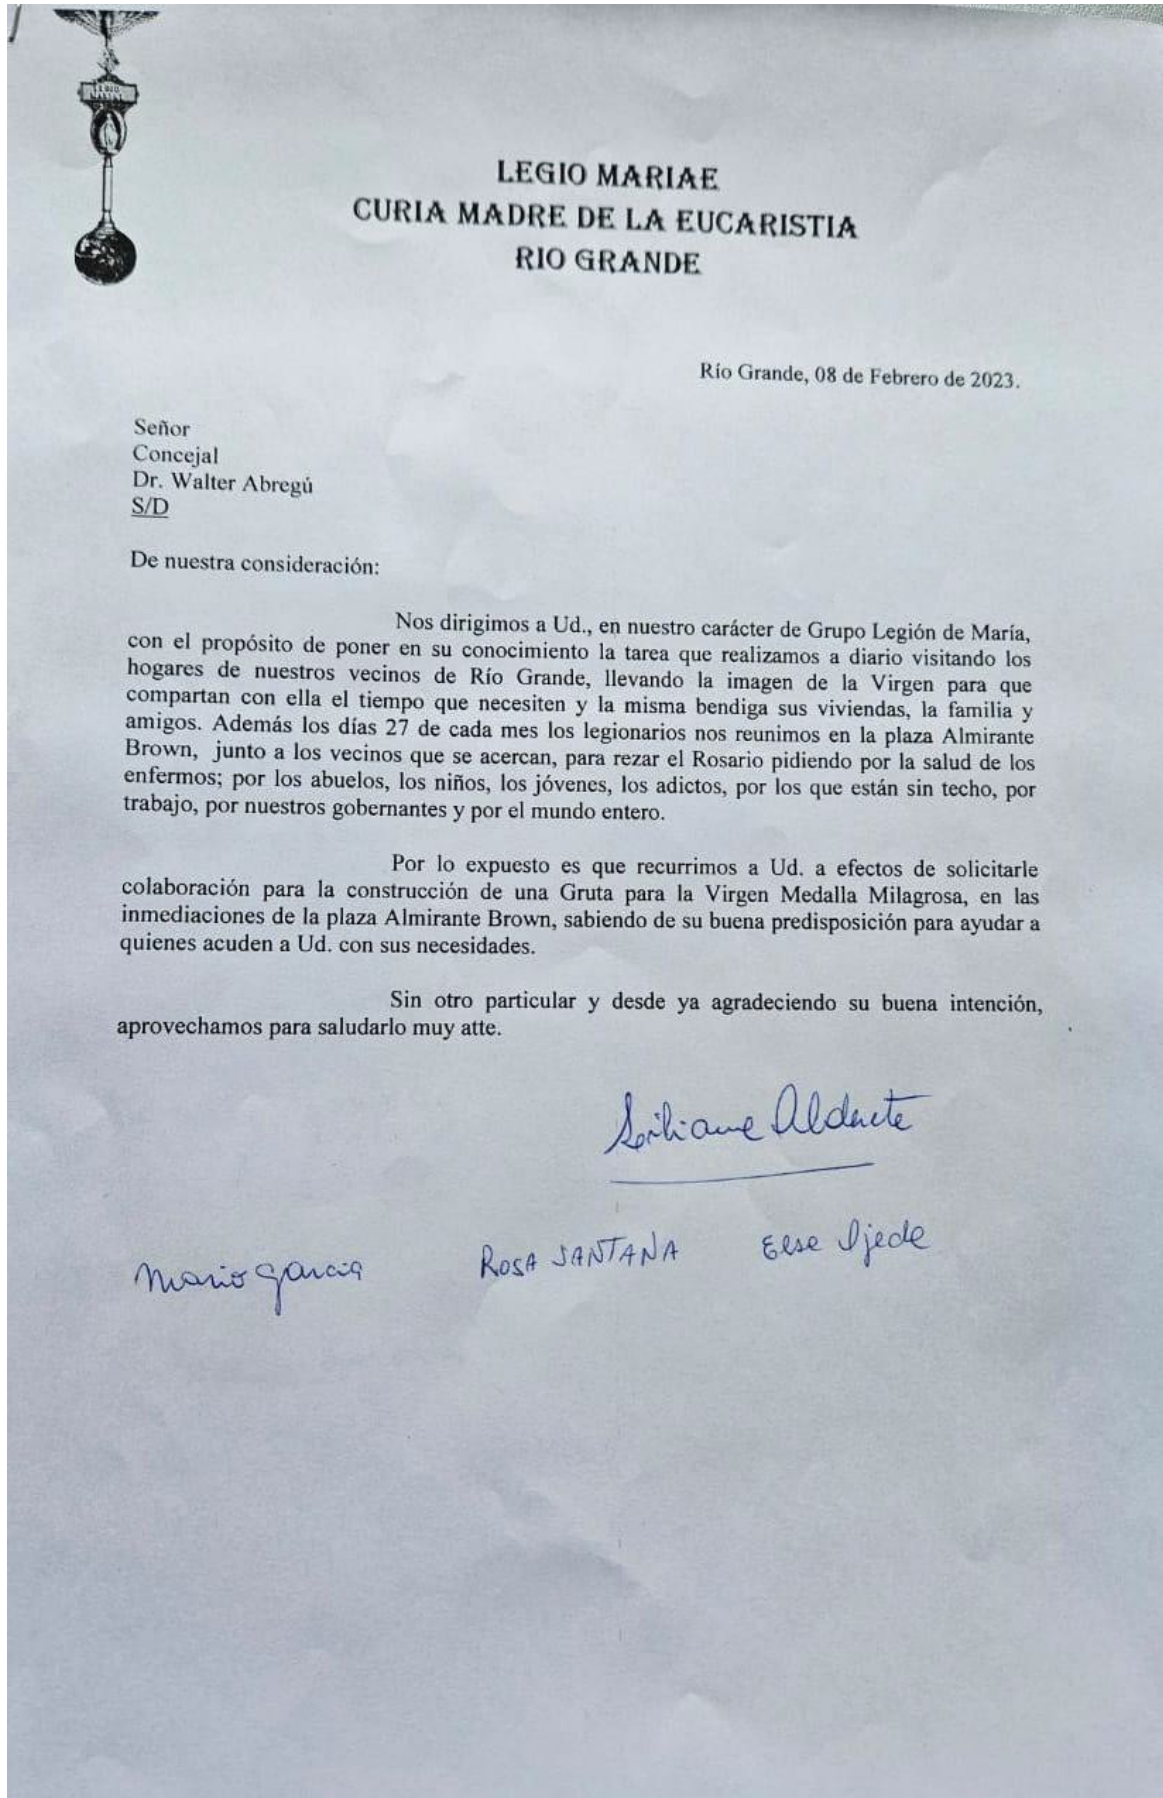 LEGIO MARIAE
LEGIO MARIAE
CURIA MADRE DE LA EUCARISTIA
RIO GRANDE
Río Grande, 08 de Febrero de 2023.
Señor
Concejal
Dr. Walter Abregú
S/D
De nuestra consideración:
Nos dirigimos a Ud., en nuestro carácter de Grupo Legión de María,
con el propósito de poner en su conocimiento la tarea que realizamos a diario visitando los
hogares de nuestros vecinos de Río Grande, llevando la imagen de la Virgen para que
compartan con ella el tiempo que necesiten y la misma bendiga sus viviendas, la familia y
amigos. Además los días 27 de cada mes los legionarios nos reunimos en la plaza Almirante
Brown, junto a los vecinos que se acercan, para rezar el Rosario pidiendo por la salud de los
enfermos; por los abuelos, los niños, los jóvenes, los adictos, por los que están sin techo, por
trabajo, por nuestros gobernantes y por el mundo entero.
Por lo expuesto es que recurrimos a Ud. a efectos de solicitarle
colaboración para la construcción de una Gruta para la Virgen Medalla Milagrosa, en las
inmediaciones de la plaza Almirante Brown, sabiendo de su buena predisposición para ayudar a
quienes acuden a Ud. con sus necesidades.
Sin otro particular y desde ya agradeciendo su buena intención,
aprovechamos para saludarlo muy atte.
Alderete
Mario Garcia ROSA SANTANA Elsa Ojeda